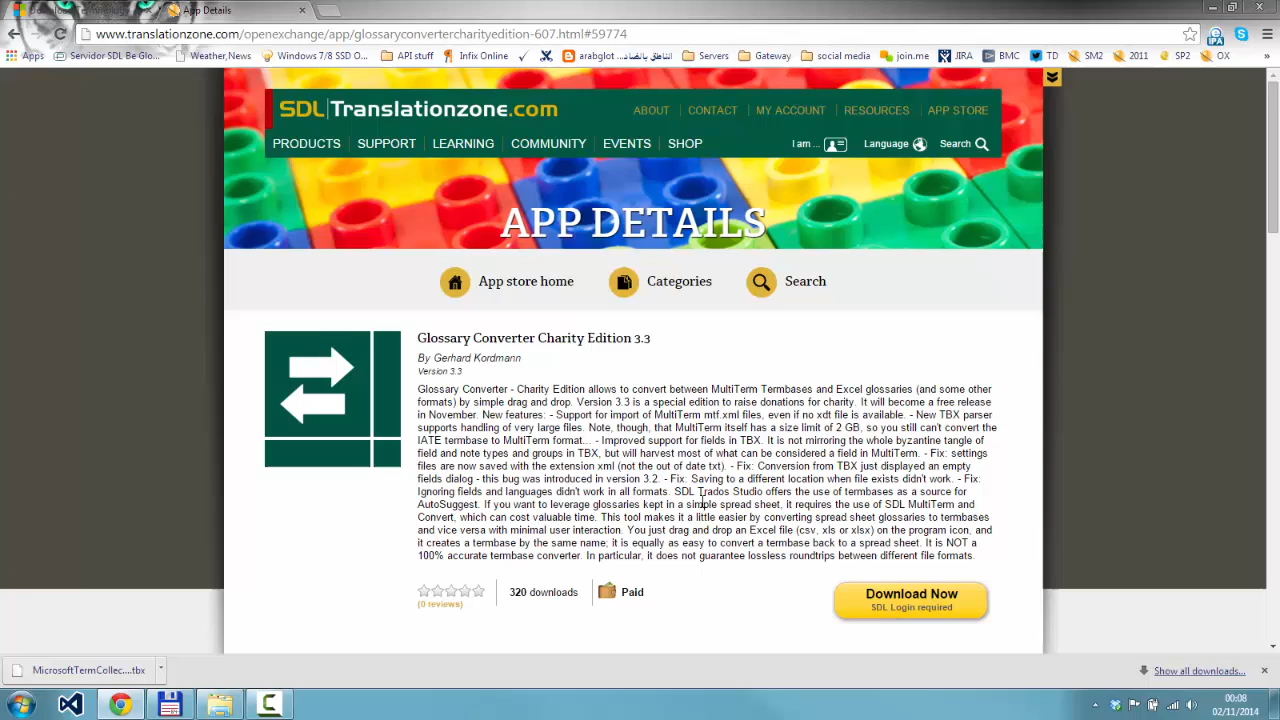 App Details
www.translationzone.com/openexchange/app/glossaryconvertercharityedition-607.html#59774
Apps Servidor SDL Be Glo... Weather,News Windows 7/8 SSD O... API stuff Infix Online arabglot الناطق بالضاد... Servers Gateway social media join.me JIRA BMC TD SM2 2011 SP2 OX »
SDL|Translationzone.com
ABOUT CONTACT MY ACCOUNT RESOURCES APP STORE
PRODUCTS SUPPORT LEARNING COMMUNITY EVENTS SHOP
I am ... Language Search
APP DETAILS
App store home Categories Search
Glossary Converter Charity Edition 3.3
By Gerhard Kordmann
Version 3.3
Glossary Converter - Charity Edition allows to convert between MultiTerm Termbases and Excel glossaries (and some other
formats) by simple drag and drop. Version 3.3 is a special edition to raise donations for charity. It will become a free release
in November. New features: - Support for import of MultiTerm mtf.xml files, even if no xdt file is available. - New TBX parser
supports handling of very large files. Note, though, that MultiTerm itself has a size limit of 2 GB, so you still can't convert the
IATE termbase to MultiTerm format... - Improved support for fields in TBX. It is not mirroring the whole byzantine tangle of
field and note types and groups in TBX, but will harvest most of what can be considered a field in MultiTerm. - Fix: settings
files are now saved with the extension xml (not the out of date txt). - Fix: Conversion from TBX just displayed an empty
fields dialog - this bug was introduced in version 3.2. - Fix: Saving to a different location when file exists didn't work. - Fix:
Ignoring fields and languages didn't work in all formats. SDL Trados Studio offers the use of termbases as a source for
AutoSuggest. If you want to leverage glossaries kept in a simple spread sheet, it requires the use of SDL MultiTerm and
Convert, which can cost valuable time. This tool makes it a little easier by converting spread sheet glossaries to termbases
and vice versa with minimal user interaction. You just drag and drop an Excel file (csv, xls or xlsx) on the program icon, and
it creates a termbase by the same name; it is equally as easy to convert a termbase back to a spread sheet. It is NOT a
100% accurate termbase converter. In particular, it does not guarantee lossless roundtrips between different file formats.
(0 reviews)
320 downloads
Paid
Download Now
SDL Login required
MicrosoftTermCollec....tbx
Show all downloads...
00:08
02/11/2014